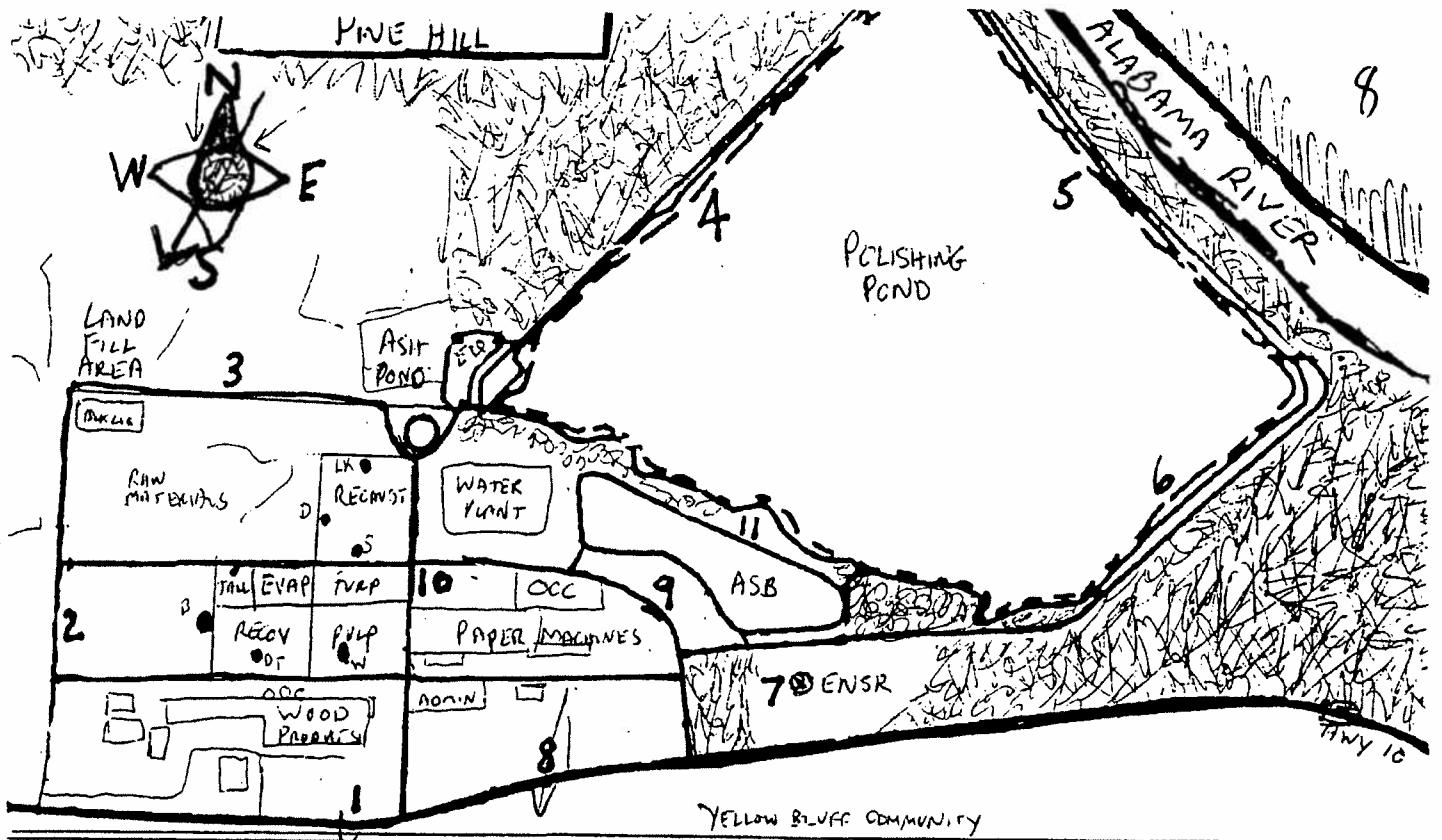 PINE HILL
ALABAMA RIVER
8
N
W E
S
4
5
POLISHING
POND
LAND
FILL
AREA
3
ASH
POND
RAW
MATERIALS
LK
RECAUST
D
S
WATER
PLANT
6
11
TALL EVAP TURP
10
OCC
9
ASB
2
B
RECOV
DT
PULP
W
PAPER MACHINES
7 ENSR
ADMIN
WOOD
PRODUCTS
8
1
HWY 10
YELLOW BLUFF COMMUNITY